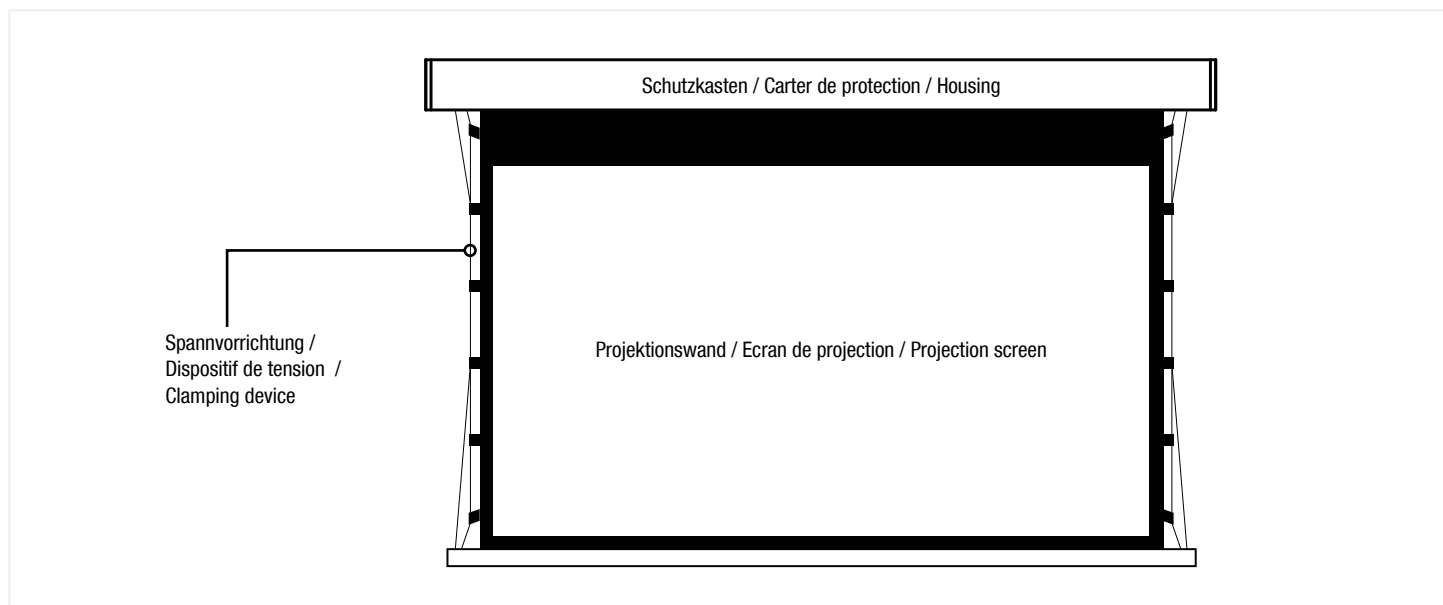 Schutzkasten / Carter de protection / Housing
Spannvorrichtung /
Dispositif de tension  /
Clamping device
Projektionswand / Ecran de projection / Projection screen